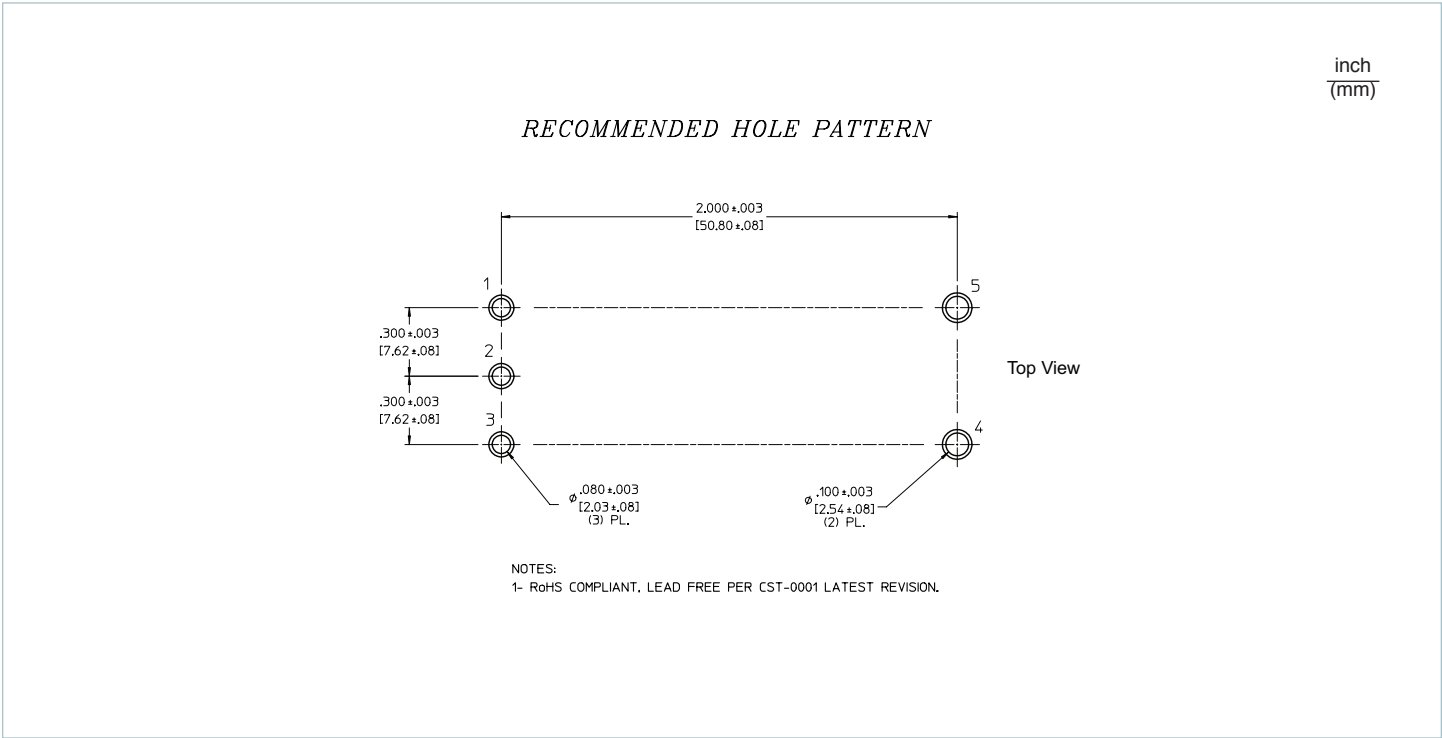 inch
(mm)
RECOMMENDED HOLE PATTERN
2.000±.003
[50.80±.08]
1
5
.300±.003
[7.62±.08]
2
Top View
.300±.003
[7.62±.08]
3
4
⌀ .080±.003
[2.03±.08]
(3) PL.
⌀ .100±.003
[2.54±.08]
(2) PL.
NOTES:
1- RoHS COMPLIANT, LEAD FREE PER CST-0001 LATEST REVISION.